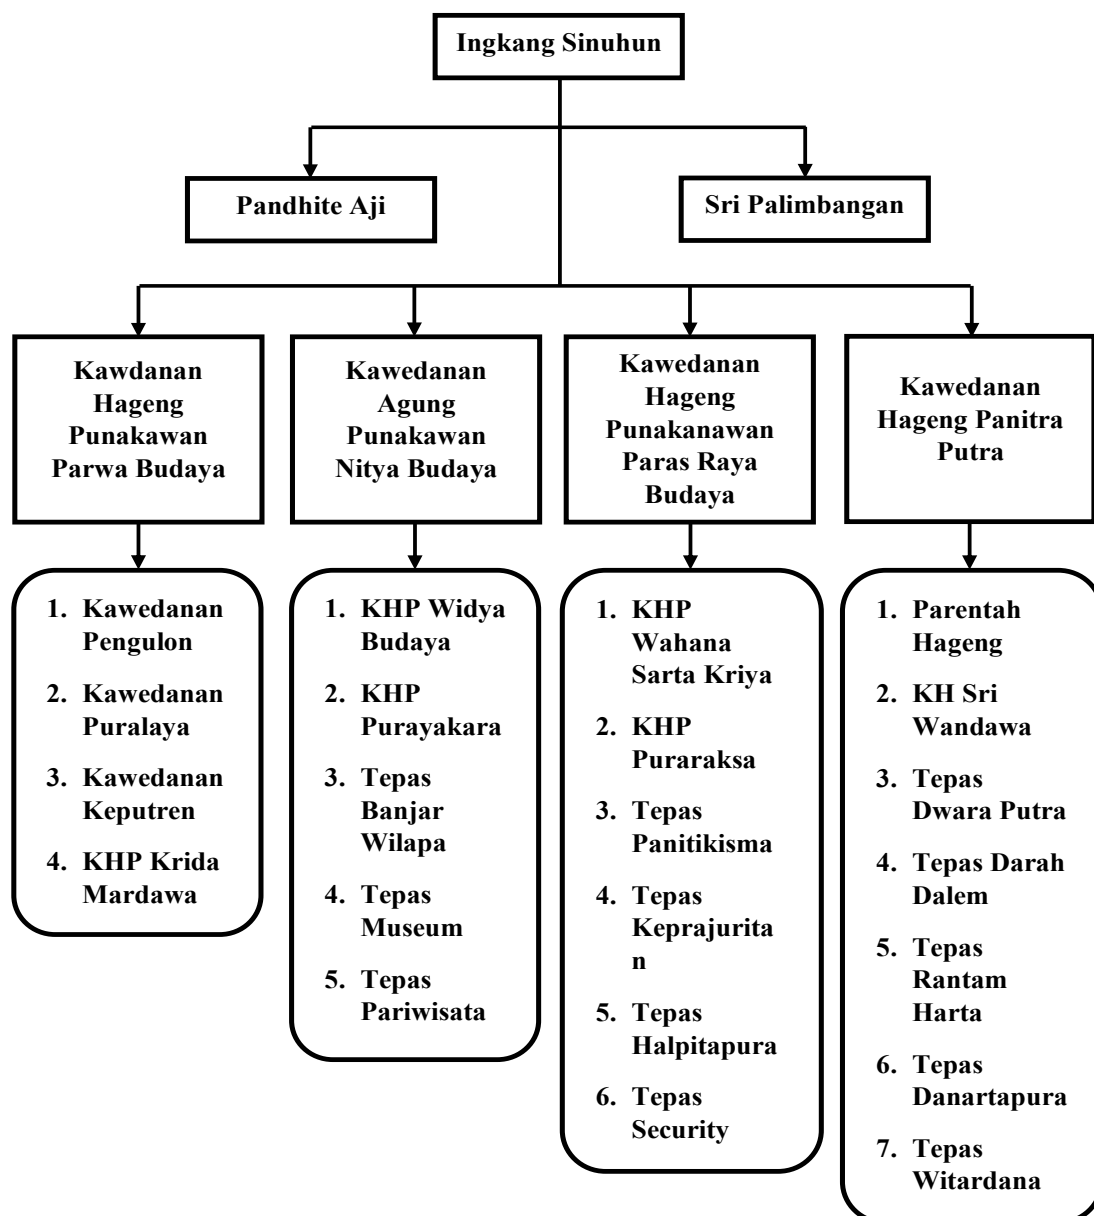 Ingkang Sinuhun
Pandhite Aji
Sri Palimbangan
Kawdanan
Hageng
Punakawan
Parwa Budaya
Kawedanan
Agung
Punakawan
Nitya Budaya
Kawedanan
Hageng
Punakanawan
Paras Raya
Budaya
Kawedanan
Hageng Panitra
Putra
1. Kawedanan
Pengulon
2. Kawedanan
Puralaya
3. Kawedanan
Keputren
4. KHP Krida
Mardawa
1. KHP Widya
Budaya
2. KHP
Purayakara
3. Tepas
Banjar
Wilapa
4. Tepas
Museum
5. Tepas
Pariwisata
1. KHP
Wahana
Sarta Kriya
2. KHP
Puraraksa
3. Tepas
Panitikisma
4. Tepas
Keprajurita
n
5. Tepas
Halpitapura
6. Tepas
Security
1. Parentah
Hageng
2. KH Sri
Wandawa
3. Tepas
Dwara Putra
4. Tepas Darah
Dalem
5. Tepas
Rantam
Harta
6. Tepas
Danartapura
7. Tepas
Witardana